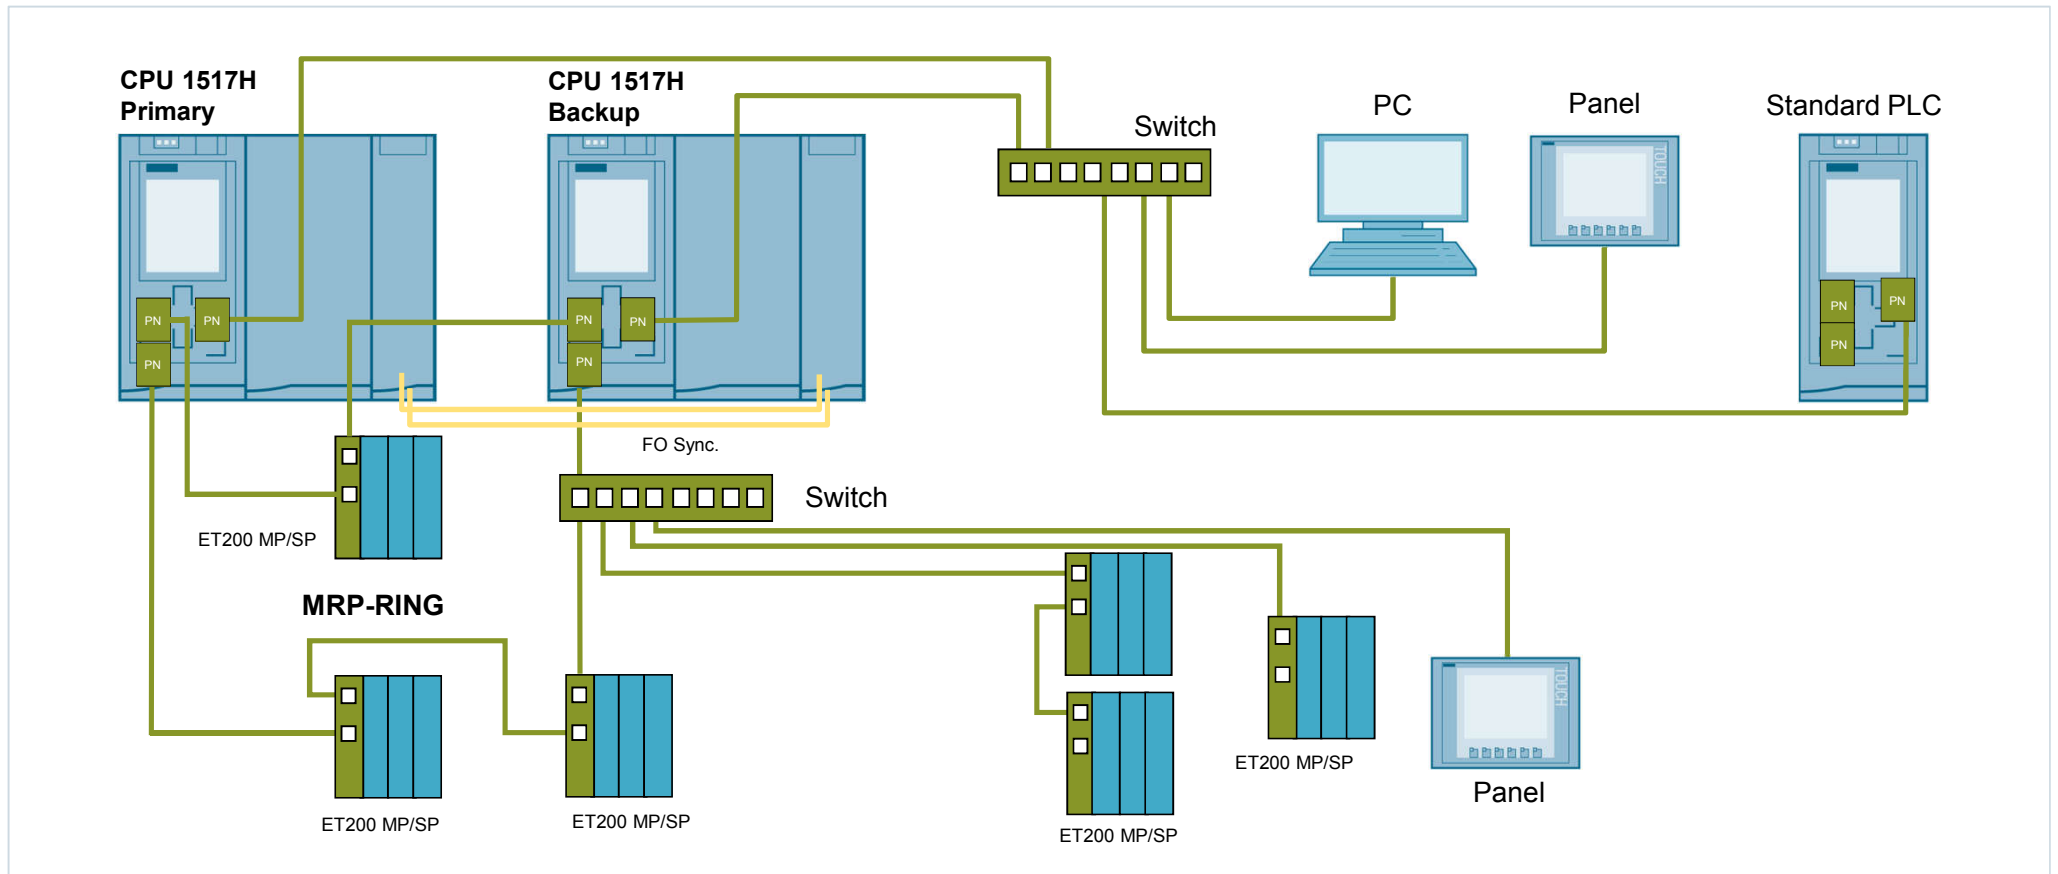 CPU 1517H
Primary
CPU 1517H
Backup
Switch
PC
Panel
Standard PLC
TOUCH
PN
PN
PN
PN
PN
PN
PN
PN
PN
FO Sync.
ET200 MP/SP
Switch
MRP-RING
TOUCH
ET200 MP/SP
ET200 MP/SP
ET200 MP/SP
ET200 MP/SP
Panel